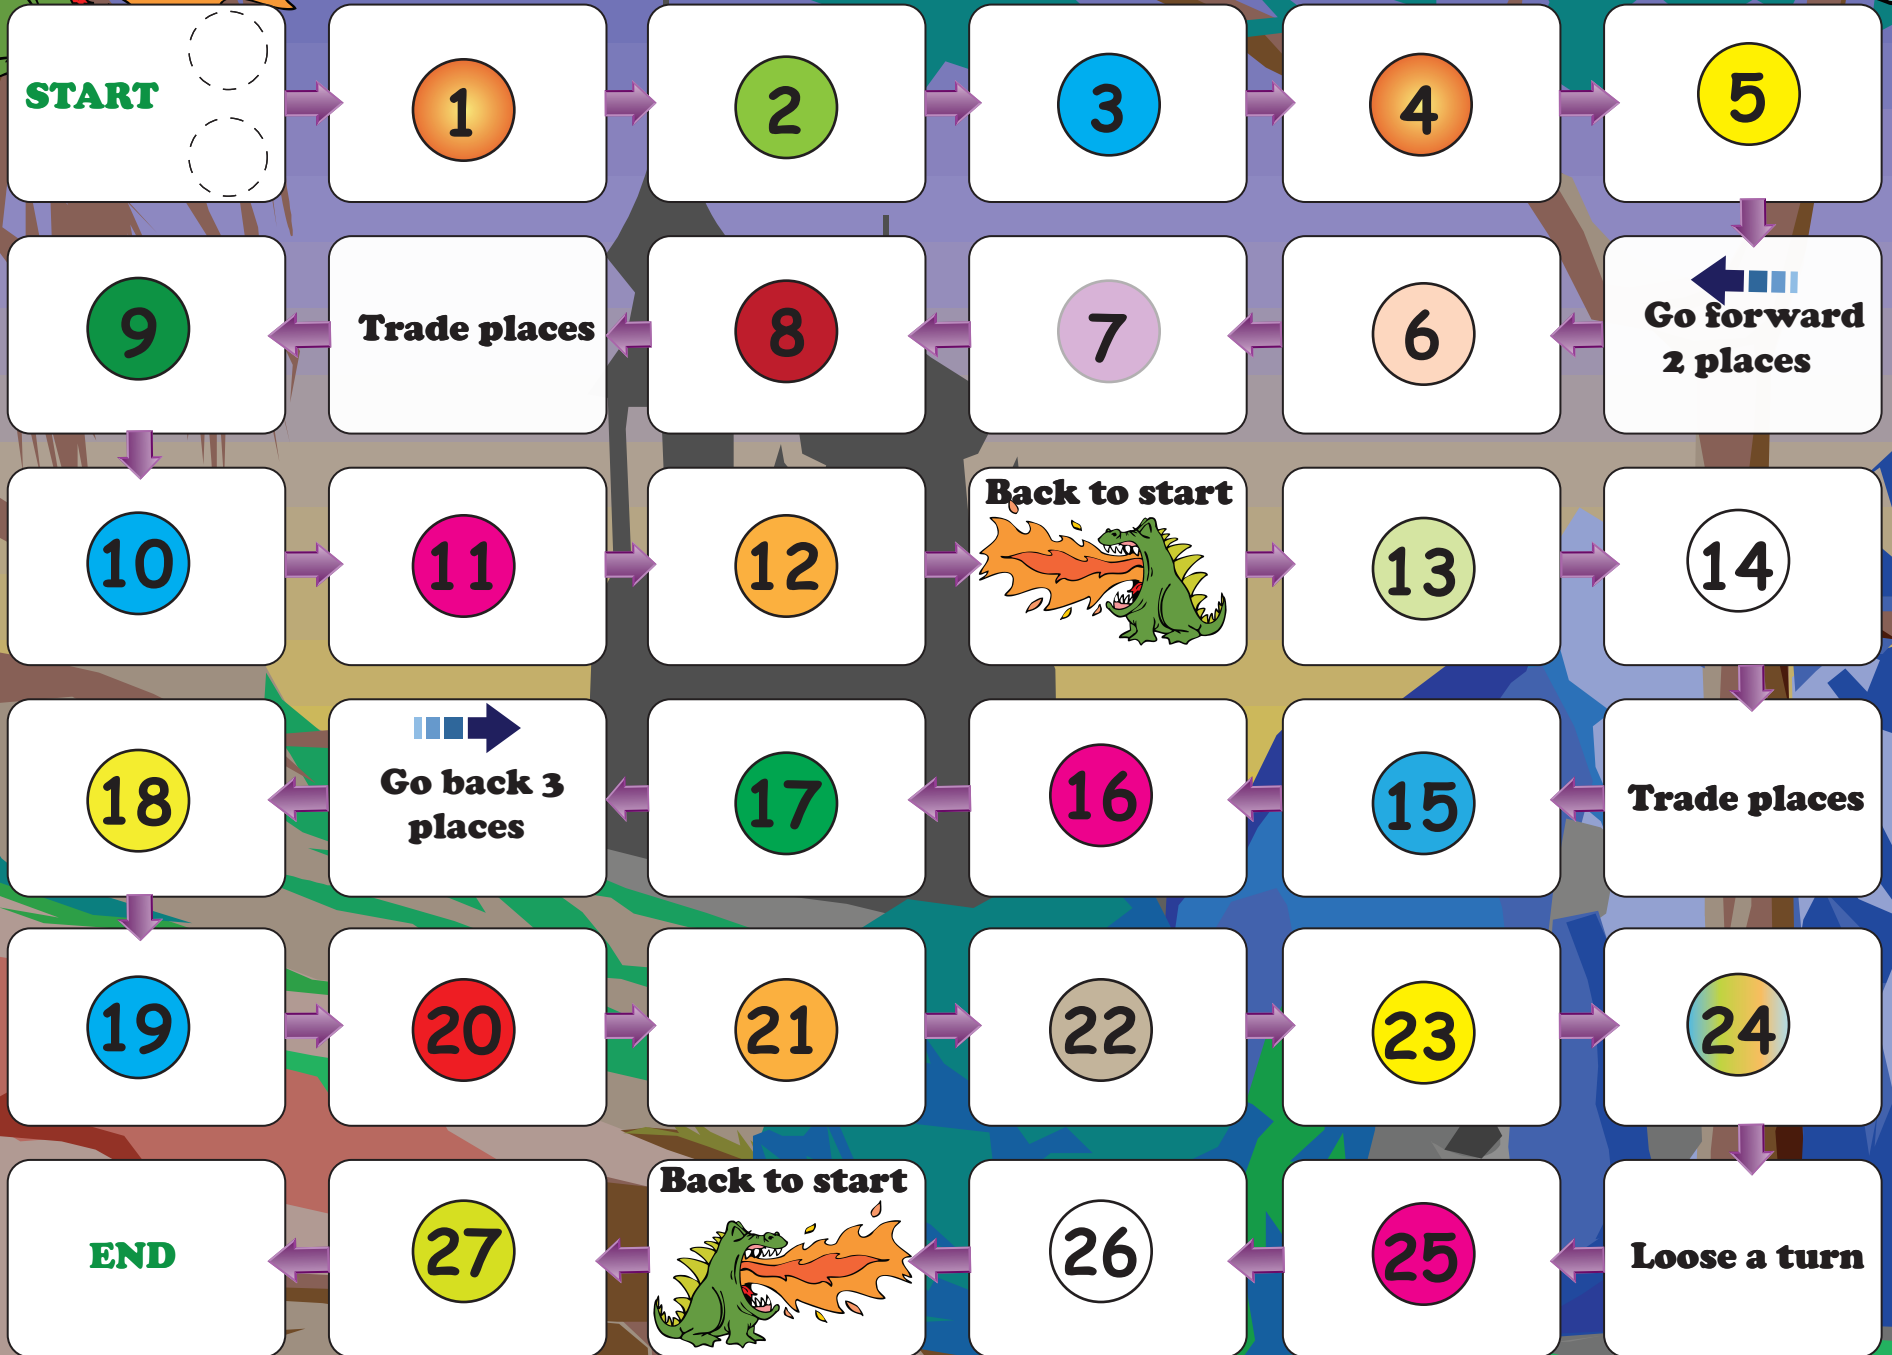 START
1
2
3
4
5
Go forward
2 places
6
7
8
Trade places
9
10
11
12
Back to start
13
14
Trade places
15
16
17
Go back 3
places
18
19
20
21
22
23
24
Loose a turn
25
26
Back to start
27
END